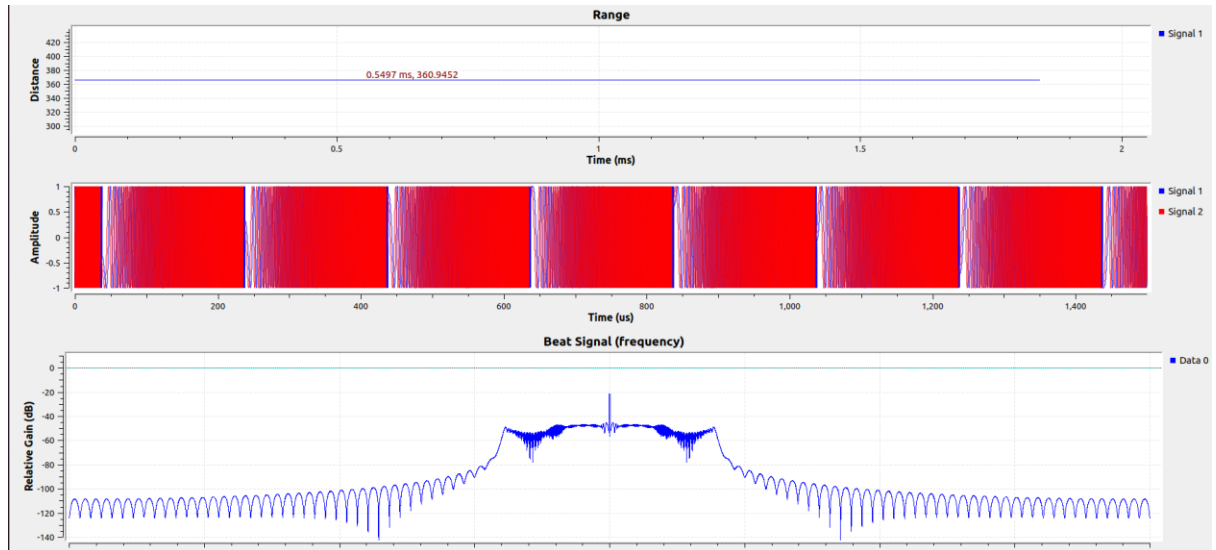 Range
Signal 1
420
400
380
0.5497 ms, 360.9452
360
340
320
300
Distance
0
0.5
1
1.5
2
Time (ms)
1
0.5
0
-0.5
-1
Amplitude
Signal 1
Signal 2
0
200
400
600
800
1,000
1,200
1,400
Time (us)
Beat Signal (frequency)
Data 0
0
-20
-40
-60
-80
-100
-120
-140
Relative Gain (dB)